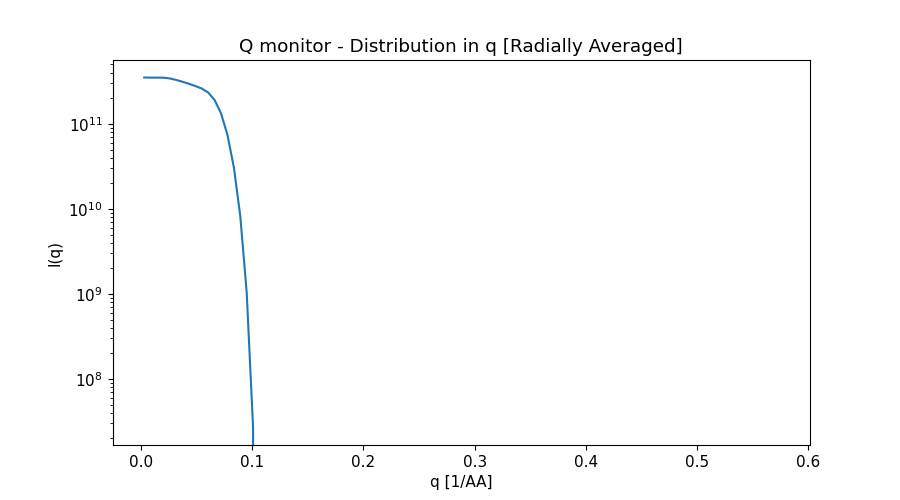 Q monitor - Distribution in q [Radially Averaged]
10¹¹
10¹⁰
10⁹
10⁸
I(q)
0.0 0.1 0.2 0.3 0.4 0.5 0.6
q [1/AA]